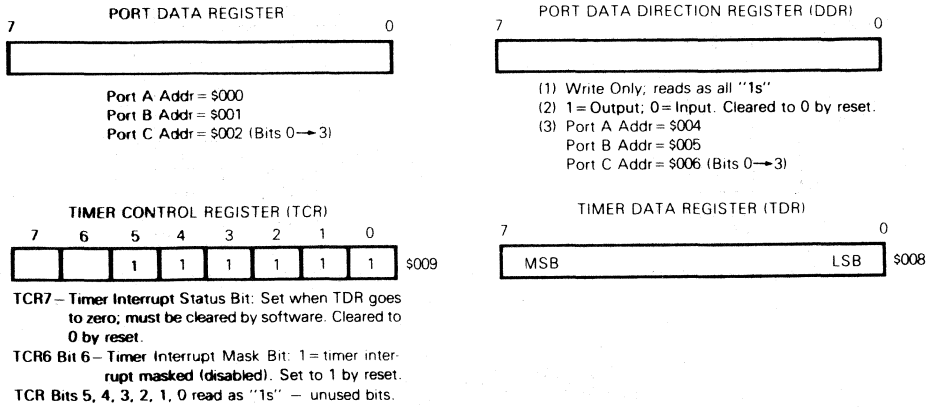 PORT DATA REGISTER
7 0
Port A Addr = $000
Port B Addr = $001
Port C Addr = $002 (Bits 0→3)
PORT DATA DIRECTION REGISTER (DDR)
7 0
(1) Write Only; reads as all "1s"
(2) 1 = Output; 0 = Input. Cleared to 0 by reset.
(3) Port A Addr = $004
Port B Addr = $005
Port C Addr = $006 (Bits 0→3)
TIMER CONTROL REGISTER (TCR)
7 6 5 4 3 2 1 0
1 1 1 1 1 1 $009
TCR7 – Timer Interrupt Status Bit: Set when TDR goes
to zero; must be cleared by software. Cleared to
0 by reset.
TCR6 Bit 6 – Timer Interrupt Mask Bit: 1 = timer inter-
rupt masked (disabled). Set to 1 by reset.
TCR Bits 5, 4, 3, 2, 1, 0 read as "1s" – unused bits.
TIMER DATA REGISTER (TDR)
7 0
MSB LSB $008